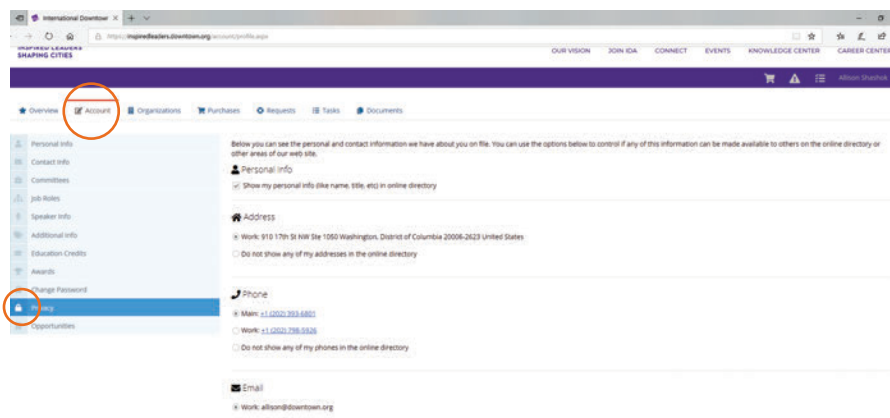 International Downtown
https://inspiredleaders.downtown.org/account/profile.aspx
INSPIRED LEADERS
SHAPING CITIES
OUR VISION JOIN IDA CONNECT EVENTS KNOWLEDGE CENTER CAREER CENTER
Allison Shashok
Overview Account Organizations Purchases Requests Tasks Documents
Personal Info
Contact Info
Committees
Job Roles
Speaker Info
Additional Info
Education Credits
Awards
Change Password
Privacy
Opportunities
Below you can see the personal and contact information we have about you on file. You can use the options below to control if any of this information can be made available to others on the online directory or
other areas of our web site.
Personal Info
Show my personal info (like name, title, etc) in online directory
Address
Work: 910 17th St NW Ste 1050 Washington, District of Columbia 20006-2623 United States
Do not show any of my addresses in the online directory
Phone
Main: +1 (202) 393-6801
Work: +1 (202) 798-5926
Do not show any of my phones in the online directory
Email
Work: allison@downtown.org